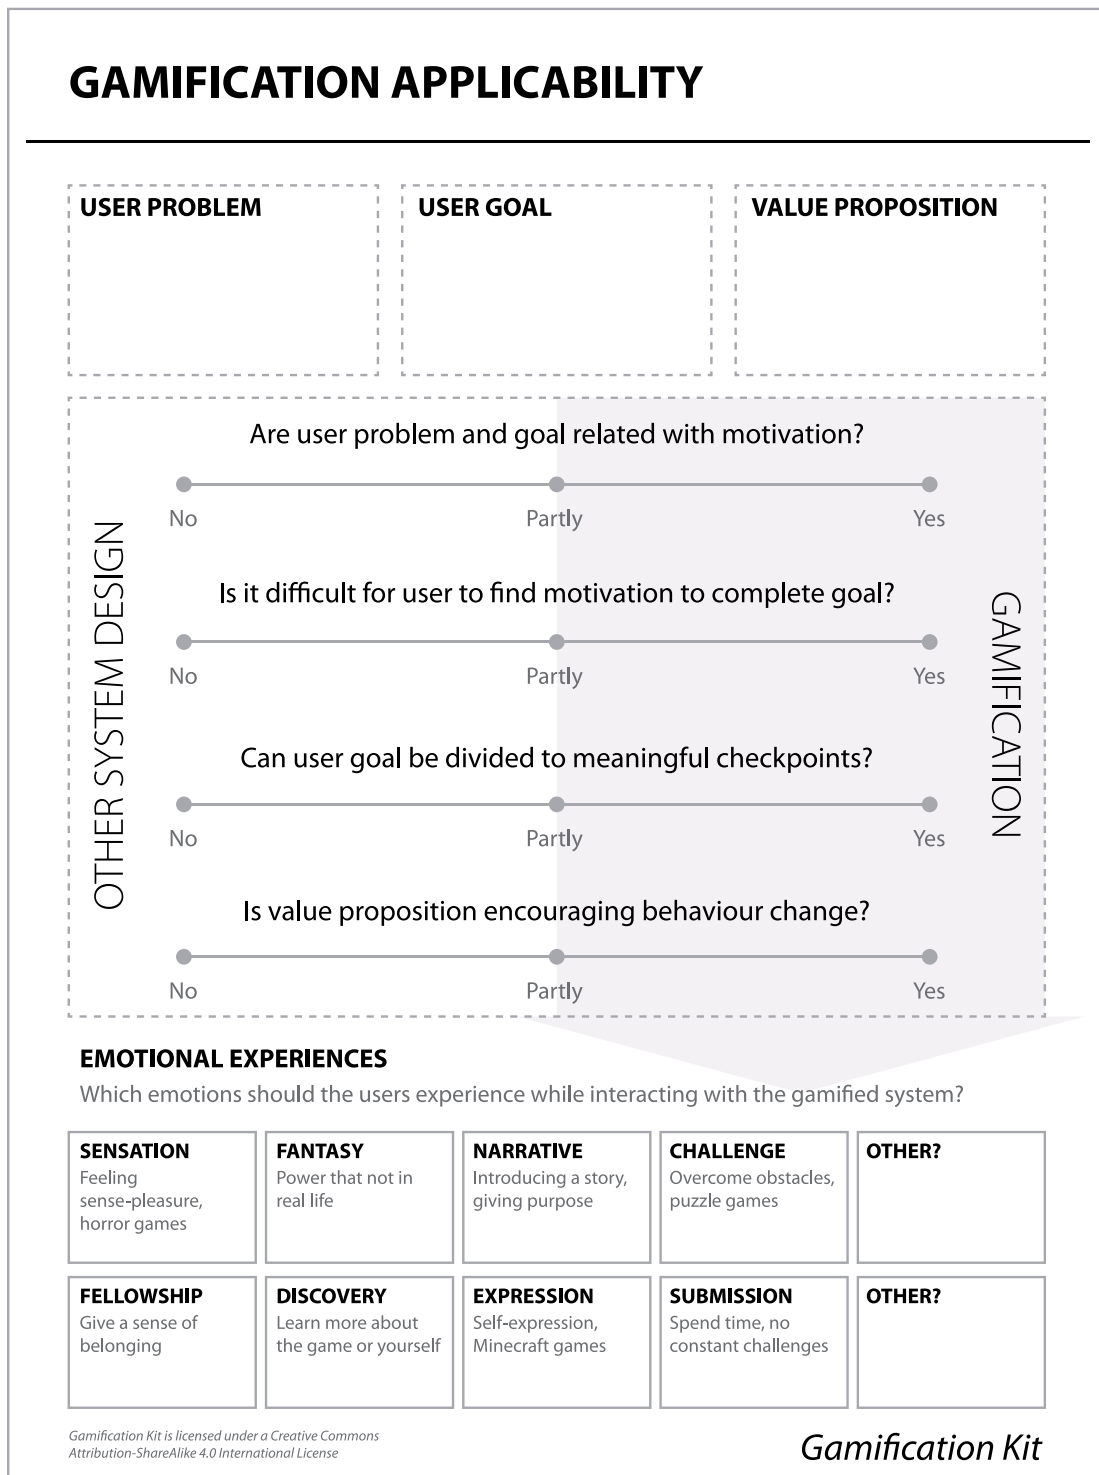 GAMIFICATION APPLICABILITY
USER PROBLEM
USER GOAL
VALUE PROPOSITION
OTHER SYSTEM DESIGN
Are user problem and goal related with motivation?
No
Partly
Yes
Is it difficult for user to find motivation to complete goal?
No
Partly
Yes
Can user goal be divided to meaningful checkpoints?
No
Partly
Yes
Is value proposition encouraging behaviour change?
No
Partly
Yes
GAMIFICATION
EMOTIONAL EXPERIENCES
Which emotions should the users experience while interacting with the gamified system?
SENSATION
Feeling
sense-pleasure,
horror games
FANTASY
Power that not in
real life
NARRATIVE
Introducing a story,
giving purpose
CHALLENGE
Overcome obstacles,
puzzle games
OTHER?
FELLOWSHIP
Give a sense of
belonging
DISCOVERY
Learn more about
the game or yourself
EXPRESSION
Self-expression,
Minecraft games
SUBMISSION
Spend time, no
constant challenges
OTHER?
Gamification Kit is licensed under a Creative Commons
Attribution-ShareAlike 4.0 International License
Gamification Kit